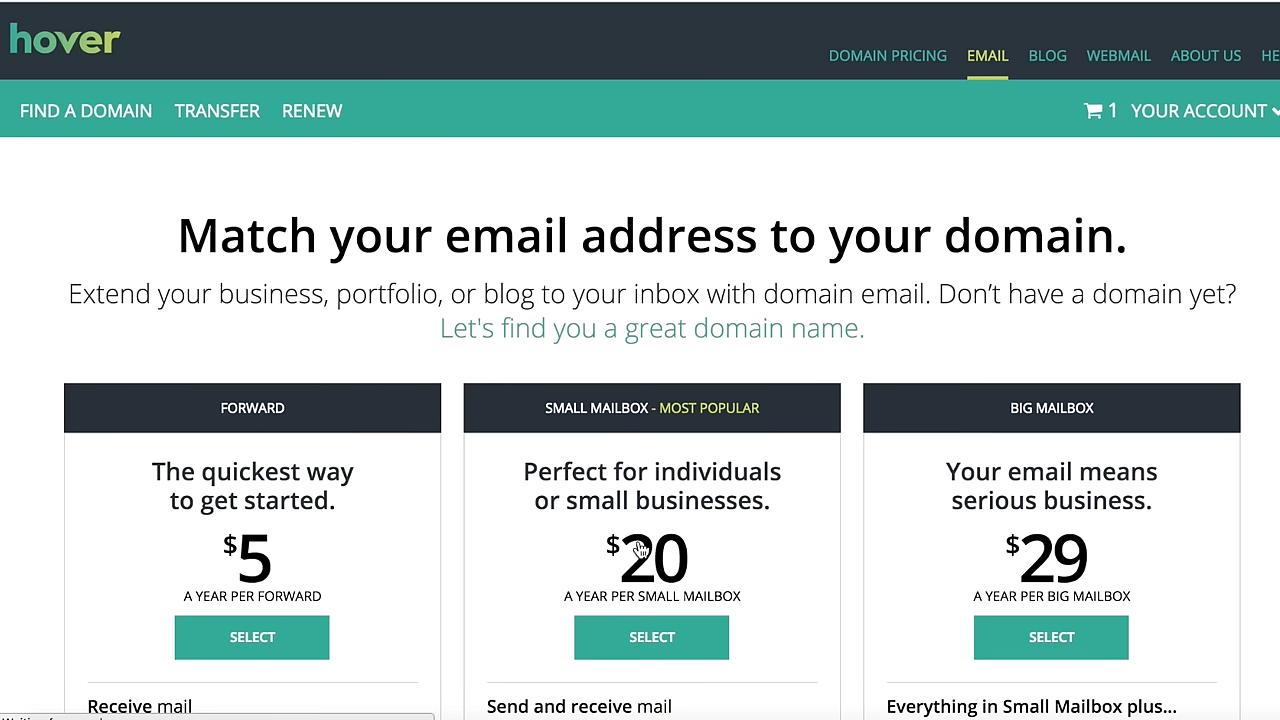 hover
DOMAIN PRICING EMAIL BLOG WEBMAIL ABOUT US HE
FIND A DOMAIN TRANSFER RENEW 1 YOUR ACCOUNT
Match your email address to your domain.
Extend your business, portfolio, or blog to your inbox with domain email. Don’t have a domain yet?
Let's find you a great domain name.
FORWARD
The quickest way
to get started.
$5
A YEAR PER FORWARD
SELECT
Receive mail
SMALL MAILBOX - MOST POPULAR
Perfect for individuals
or small businesses.
$20
A YEAR PER SMALL MAILBOX
SELECT
Send and receive mail
BIG MAILBOX
Your email means
serious business.
$29
A YEAR PER BIG MAILBOX
SELECT
Everything in Small Mailbox plus...